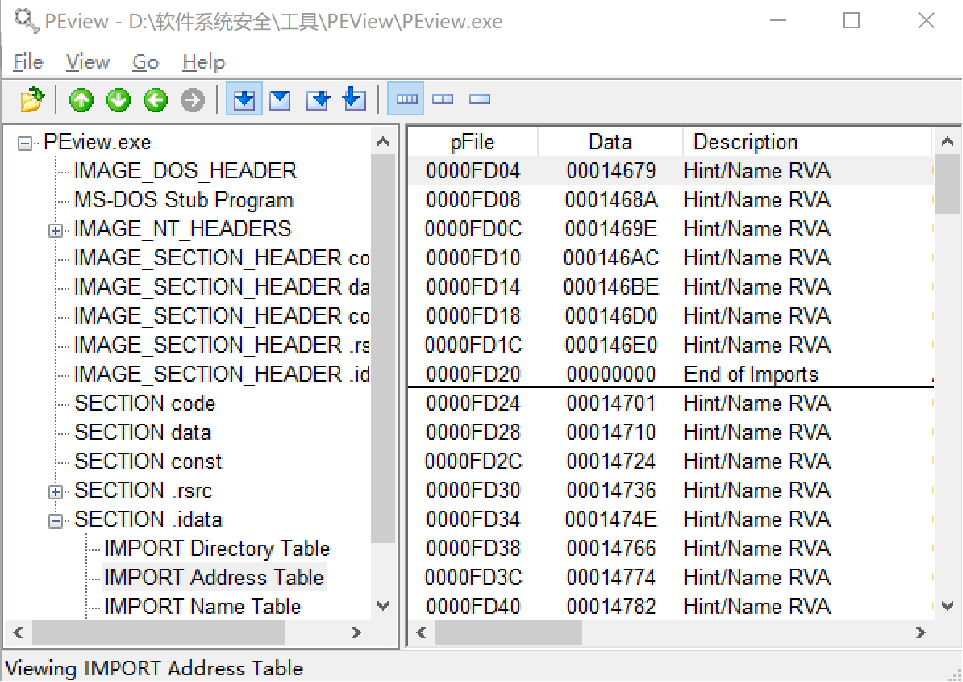 PEview - D:\软件系统安全\工具\PEView\PEview.exe
File View Go Help
PEview.exe
IMAGE_DOS_HEADER
MS-DOS Stub Program
IMAGE_NT_HEADERS
IMAGE_SECTION_HEADER co
IMAGE_SECTION_HEADER da
IMAGE_SECTION_HEADER co
IMAGE_SECTION_HEADER .rs
IMAGE_SECTION_HEADER .id
SECTION code
SECTION data
SECTION const
SECTION .rsrc
SECTION .idata
IMPORT Directory Table
IMPORT Address Table
IMPORT Name Table
pFile Data Description
0000FD04 00014679 Hint/Name RVA
0000FD08 0001468A Hint/Name RVA
0000FD0C 0001469E Hint/Name RVA
0000FD10 000146AC Hint/Name RVA
0000FD14 000146BE Hint/Name RVA
0000FD18 000146D0 Hint/Name RVA
0000FD1C 000146E0 Hint/Name RVA
0000FD20 00000000 End of Imports
0000FD24 00014701 Hint/Name RVA
0000FD28 00014710 Hint/Name RVA
0000FD2C 00014724 Hint/Name RVA
0000FD30 00014736 Hint/Name RVA
0000FD34 0001474E Hint/Name RVA
0000FD38 00014766 Hint/Name RVA
0000FD3C 00014774 Hint/Name RVA
0000FD40 00014782 Hint/Name RVA
Viewing IMPORT Address Table